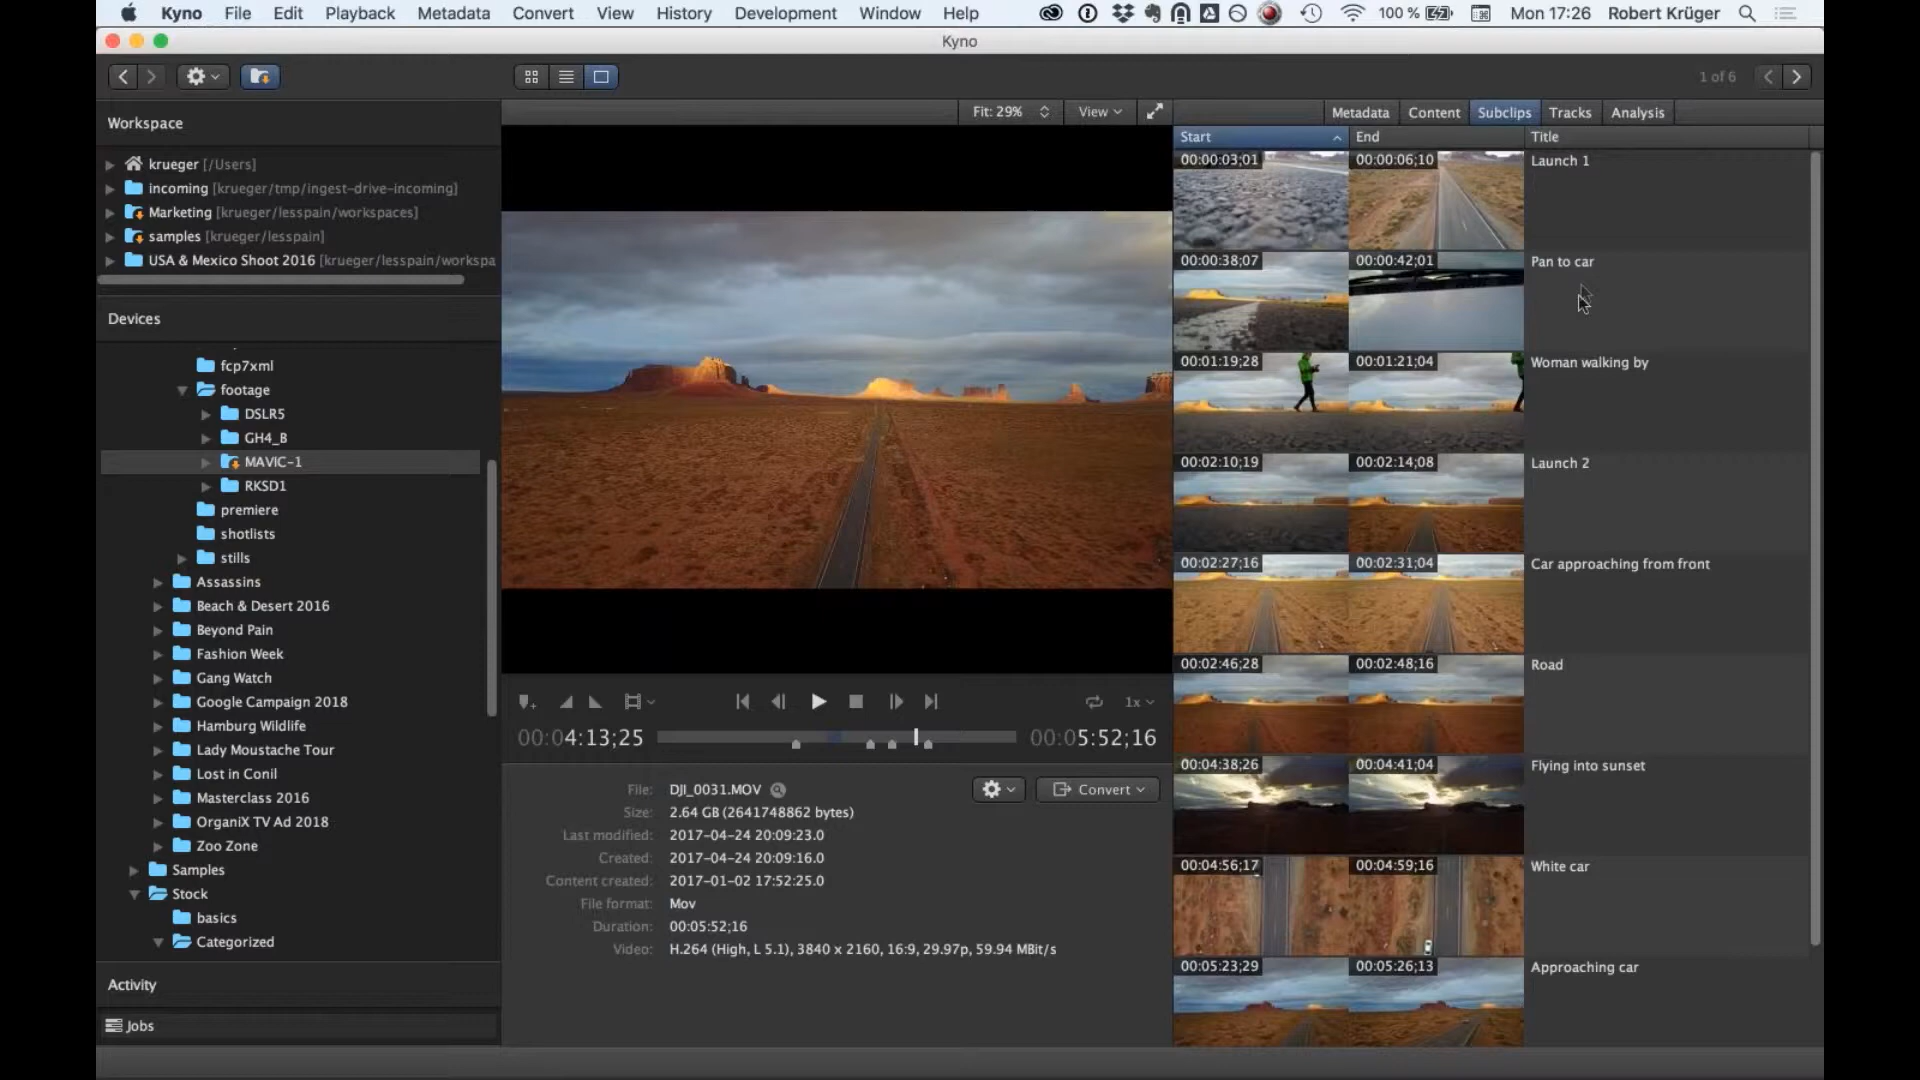 Kyno File Edit Playback Metadata Convert View History Development Window Help 100 % Mon 17:26 Robert Krüger
Kyno
1 of 6
Workspace
krueger [/Users]
incoming [krueger/tmp/ingest-drive-incoming]
Marketing [krueger/lesspain/workspaces]
samples [krueger/lesspain]
USA & Mexico Shoot 2016 [krueger/lesspain/workspa
Devices
fcp7xml
footage
DSLR5
GH4_B
MAVIC-1
RKSD1
premiere
shotlists
stills
Assassins
Beach & Desert 2016
Beyond Pain
Fashion Week
Gang Watch
Google Campaign 2018
Hamburg Wildlife
Lady Moustache Tour
Lost in Conil
Masterclass 2016
OrganiX TV Ad 2018
Zoo Zone
Samples
Stock
basics
Categorized
Activity
Jobs
Fit: 29% View
00:04:13;25 00:05:52;16
1x
File: DJI_0031.MOV
Convert
Size: 2.64 GB (2641748862 bytes)
Last modified: 2017-04-24 20:09:23.0
Created: 2017-04-24 20:09:16.0
Content created: 2017-01-02 17:52:25.0
File format: Mov
Duration: 00:05:52;16
Video: H.264 (High, L 5.1), 3840 x 2160, 16:9, 29.97p, 59.94 MBit/s
Metadata Content Subclips Tracks Analysis
Start End Title
00:00:03;01 00:00:06;10 Launch 1
00:00:38;07 00:00:42;01 Pan to car
00:01:19;28 00:01:21;04 Woman walking by
00:02:10;19 00:02:14;08 Launch 2
00:02:27;16 00:02:31;04 Car approaching from front
00:02:46;28 00:02:48;16 Road
00:04:38;26 00:04:41;04 Flying into sunset
00:04:56;17 00:04:59;16 White car
00:05:23;29 00:05:26;13 Approaching car